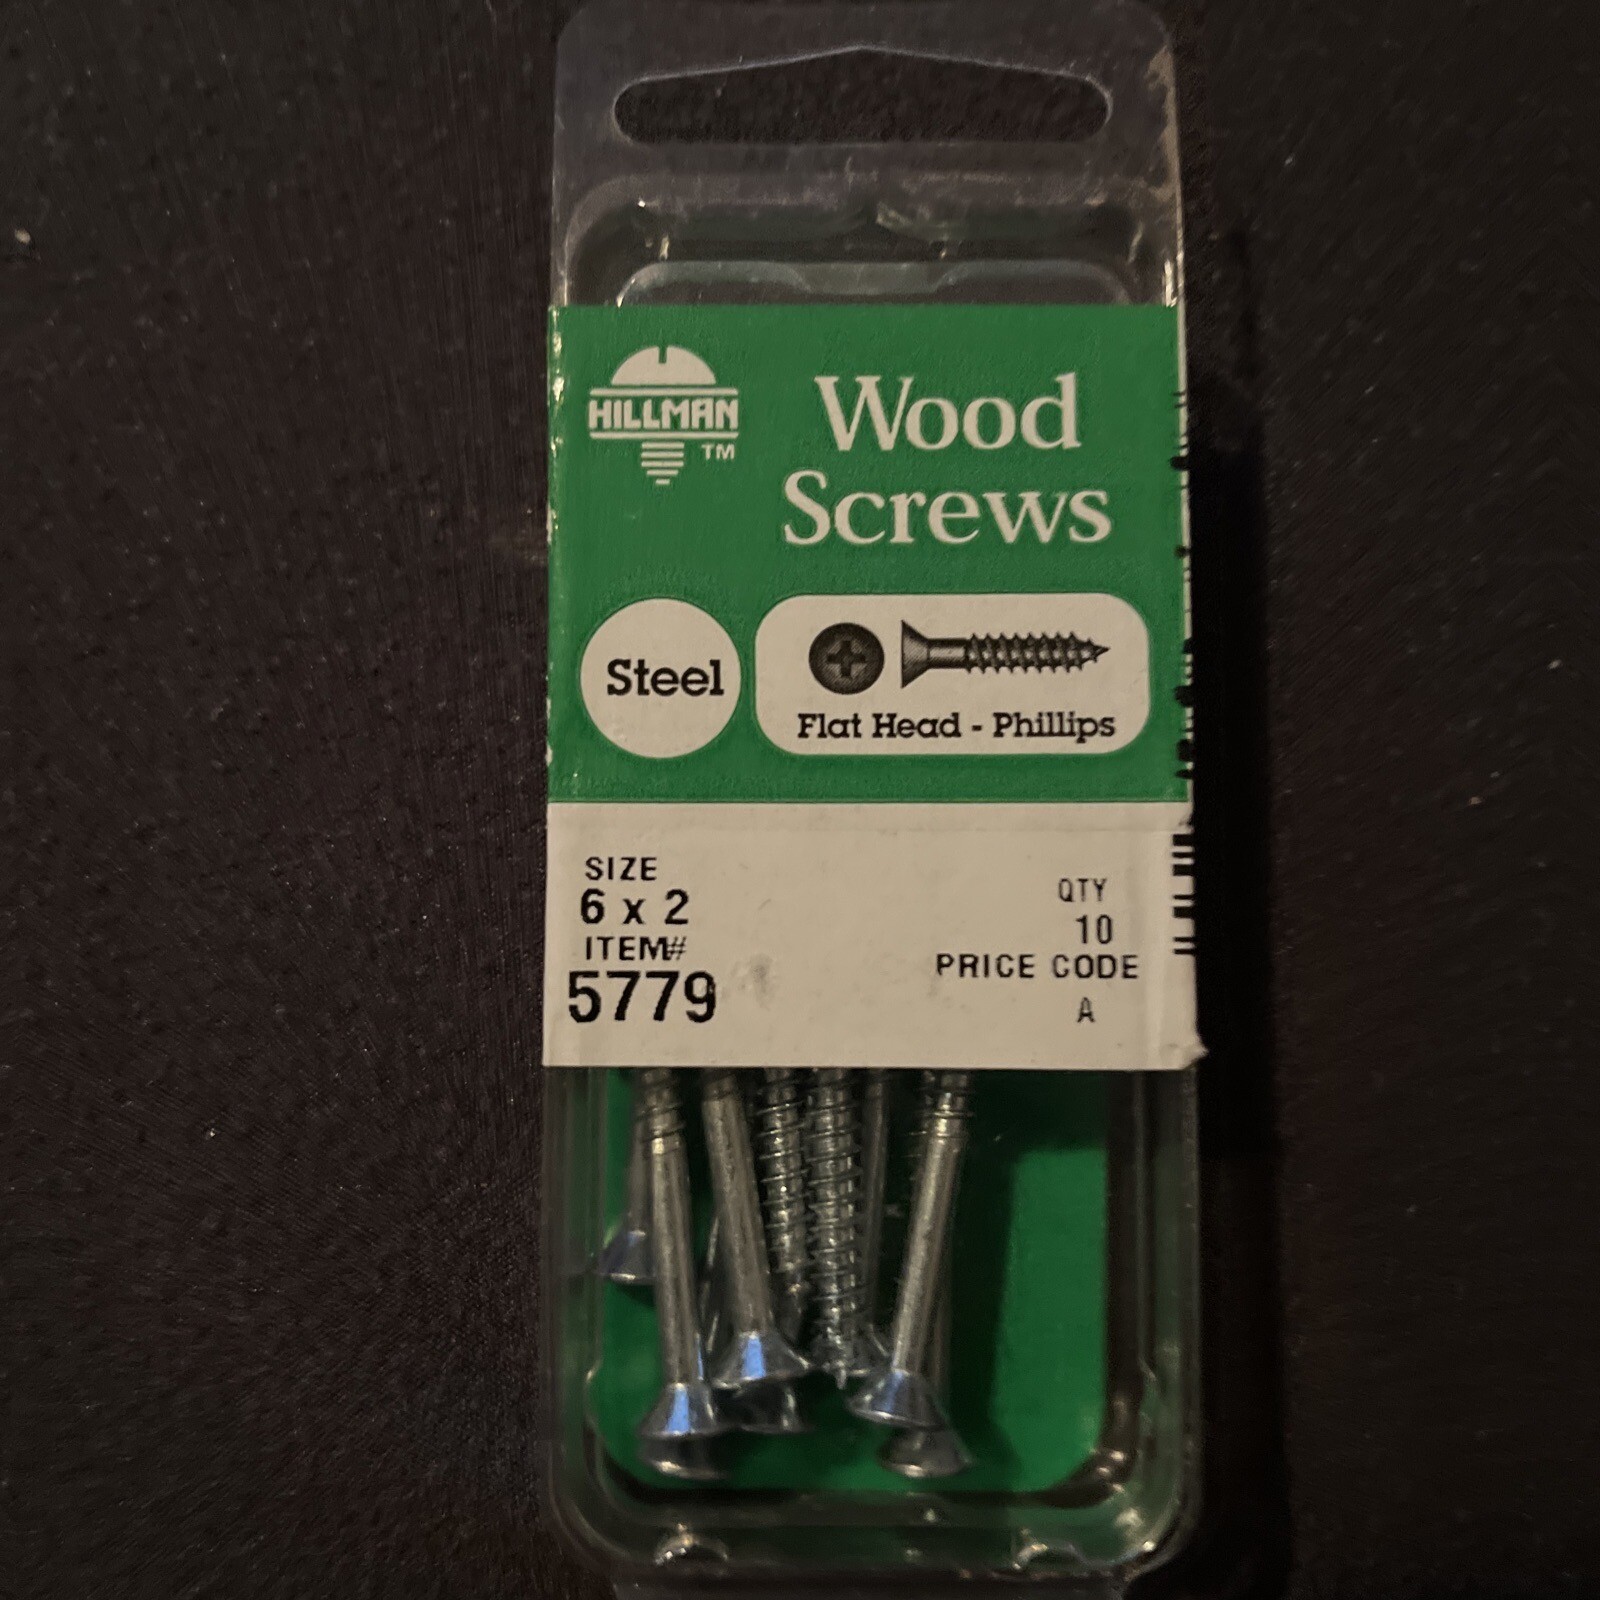 HILLMAN
TM
Wood
Screws
Steel
Flat Head - Phillips
SIZE
6 x 2
ITEM#
5779
QTY
10
PRICE CODE
A